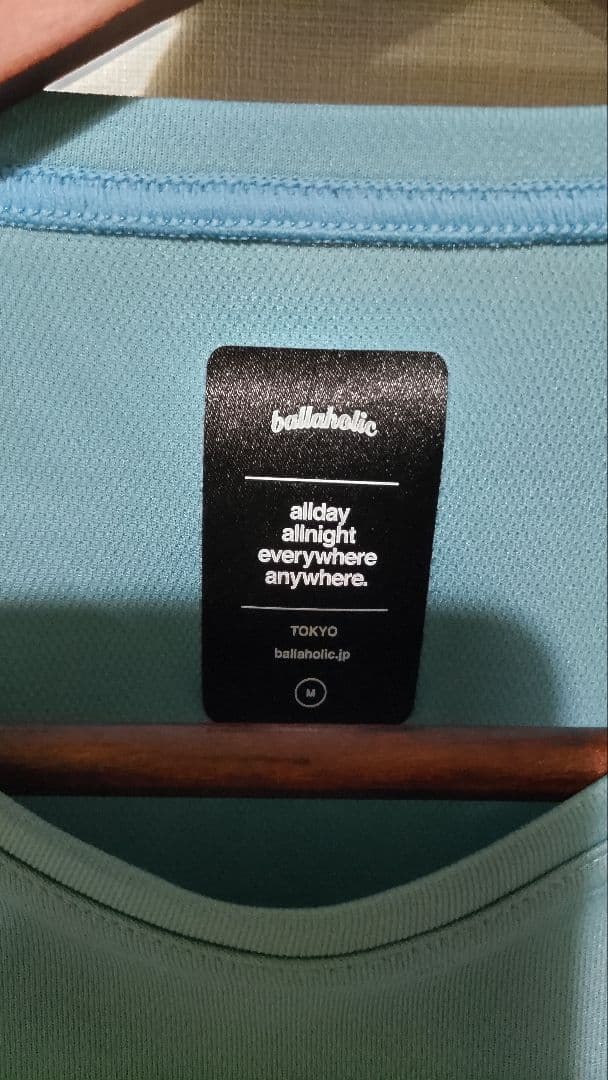 ballaholic
allday
allnight
everywhere
anywhere.
TOKYO
ballaholic.jp
M